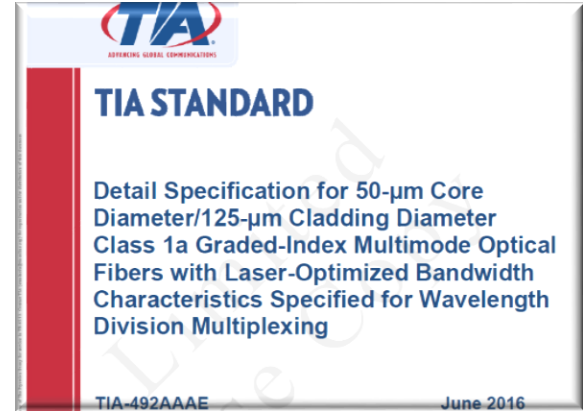 TIA
ADVANCING GLOBAL COMMUNICATIONS
TIA STANDARD
Detail Specification for 50-μm Core
Diameter/125-μm Cladding Diameter
Class 1a Graded-Index Multimode Optical
Fibers with Laser-Optimized Bandwidth
Characteristics Specified for Wavelength
Division Multiplexing
Limited
Copy
TIA-492AAAE June 2016